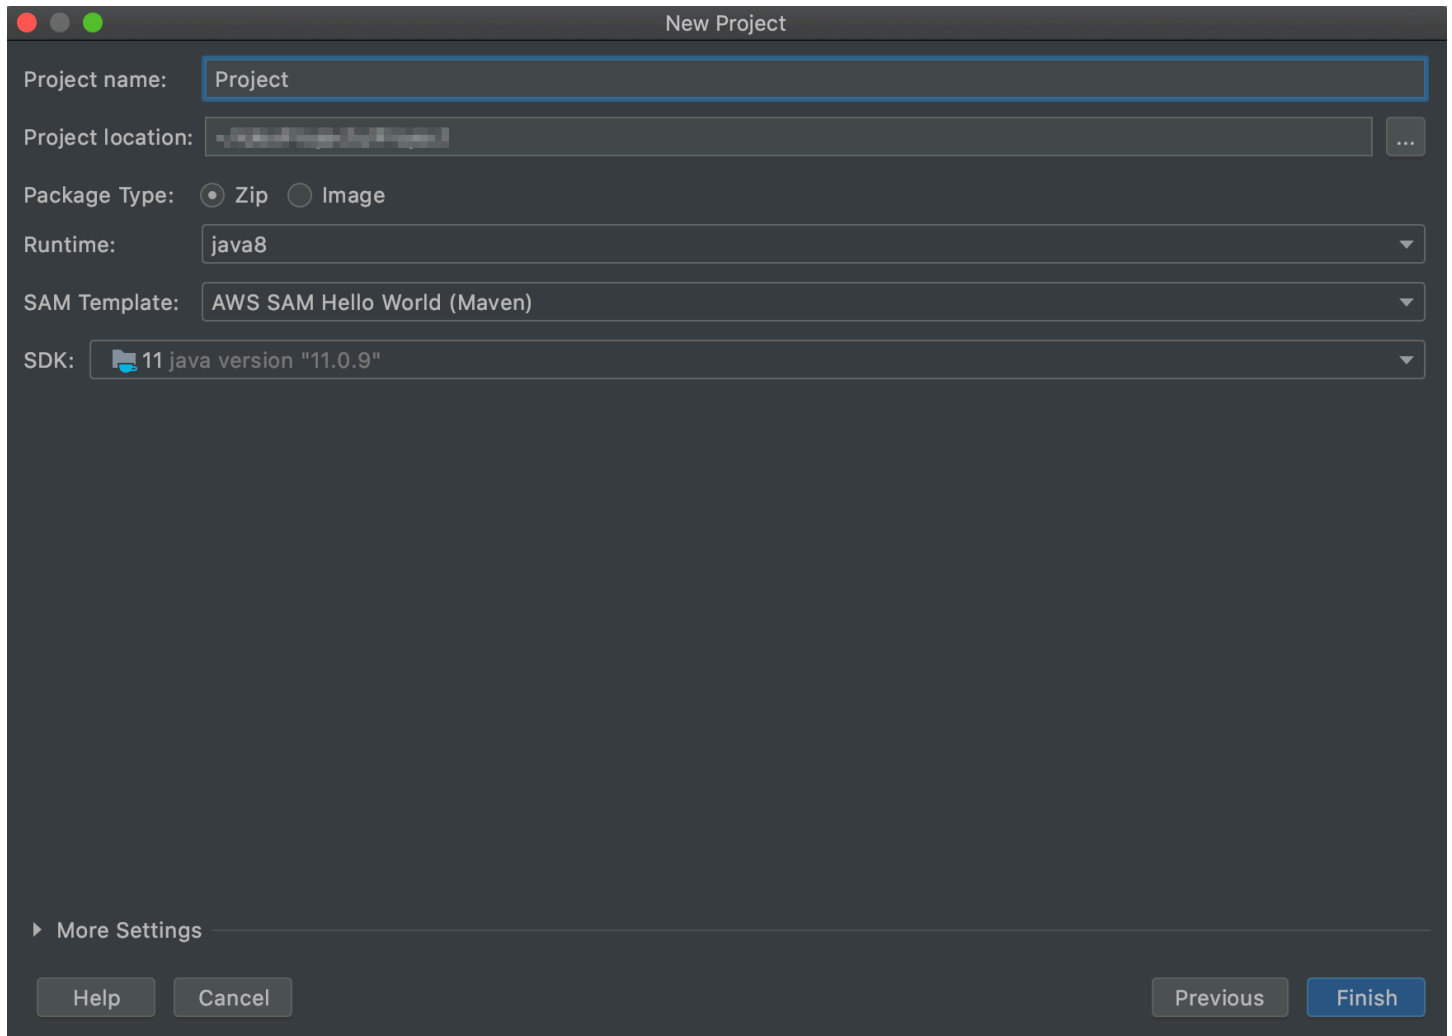 New Project
Project name: Project
Project location: ...
Package Type: Zip Image
Runtime: java8
SAM Template: AWS SAM Hello World (Maven)
SDK: 11 java version "11.0.9"
More Settings
Help Cancel Previous Finish